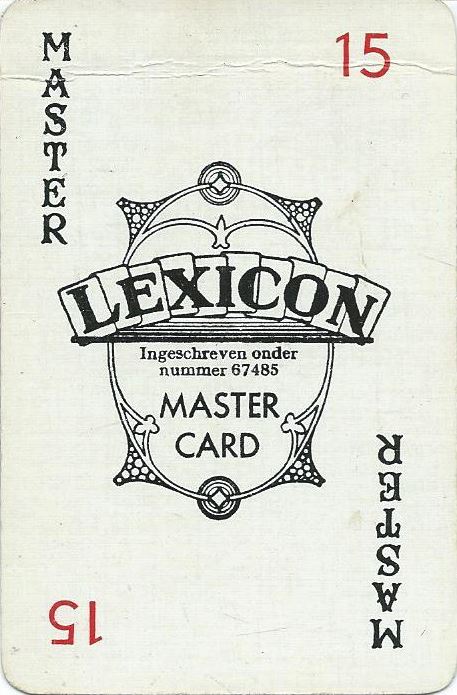 MASTER
15
LEXICON
Ingeschreven onder
nummer 67485
MASTER
CARD
MASTER
15